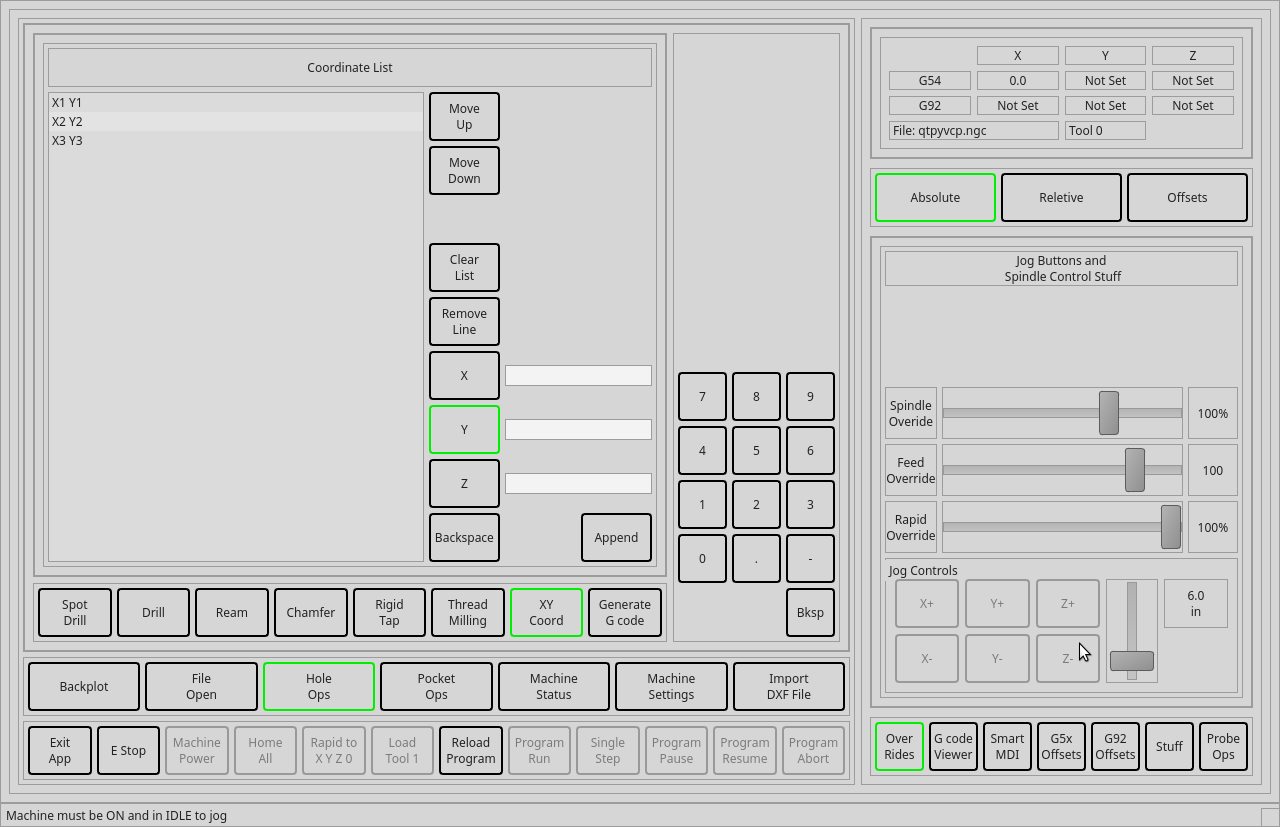 Coordinate List
X1 Y1
X2 Y2
X3 Y3
Move
Up
Move
Down
Clear
List
Remove
Line
X
Y
Z
Backspace
Append
7 8 9
4 5 6
1 2 3
0 . -
Bksp
Spot
Drill
Drill
Ream
Chamfer
Rigid
Tap
Thread
Milling
XY
Coord
Generate
G code
Backplot
File
Open
Hole
Ops
Pocket
Ops
Machine
Status
Machine
Settings
Import
DXF File
Exit
App
E Stop
Machine
Power
Home
All
Rapid to
X Y Z 0
Load
Tool 1
Reload
Program
Program
Run
Single
Step
Program
Pause
Program
Resume
Program
Abort
X Y Z
G54 0.0 Not Set Not Set
G92 Not Set Not Set Not Set
File: qtpyvcp.ngc Tool 0
Absolute
Reletive
Offsets
Jog Buttons and
Spindle Control Stuff
Spindle
Overide
100%
Feed
Override
100
Rapid
Override
100%
Jog Controls
X+ Y+ Z+
X- Y- Z-
6.0
in
Over
Rides
G code
Viewer
Smart
MDI
G5x
Offsets
G92
Offsets
Stuff
Probe
Ops
Machine must be ON and in IDLE to jog